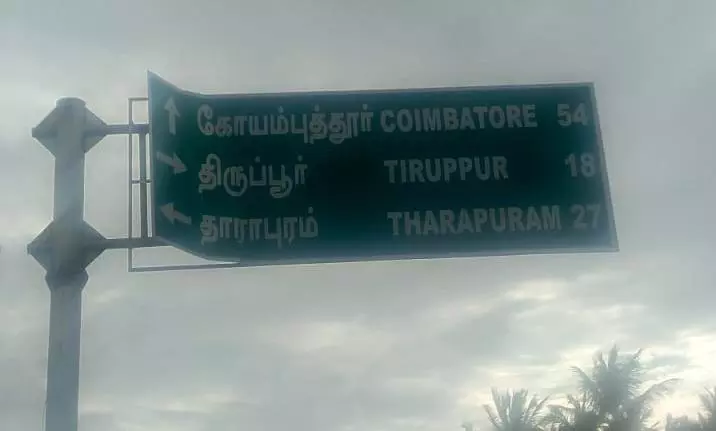 கோயம்புத்தூர் COIMBATORE 54
திருப்பூர் TIRUPPUR 18
தாராபுரம் THARAPURAM 27